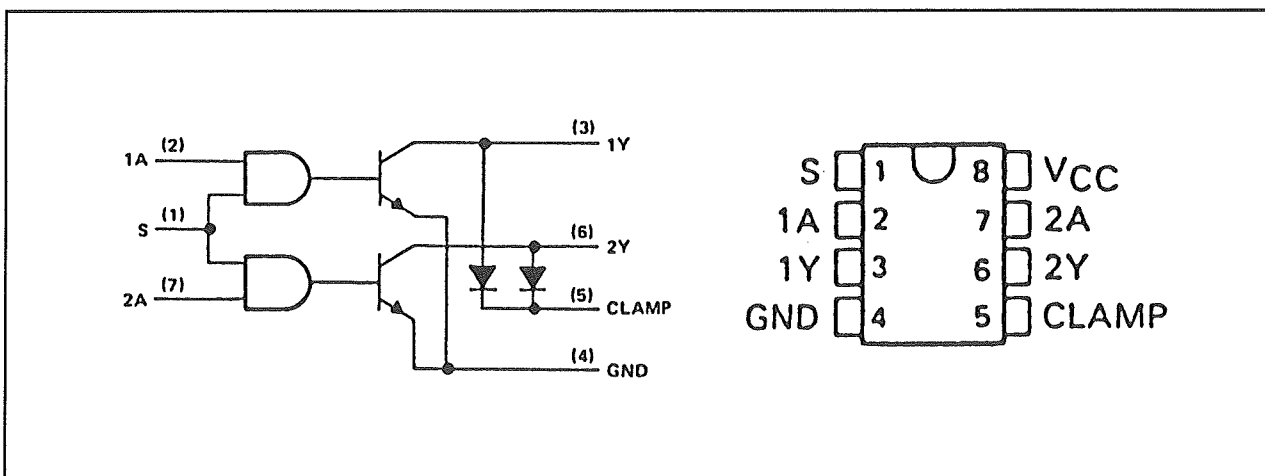 1A (2)
S (1)
2A (7)
(3) 1Y
(6) 2Y
(5) CLAMP
(4) GND
S 1 8 VCC
1A 2 7 2A
1Y 3 6 2Y
GND 4 5 CLAMP